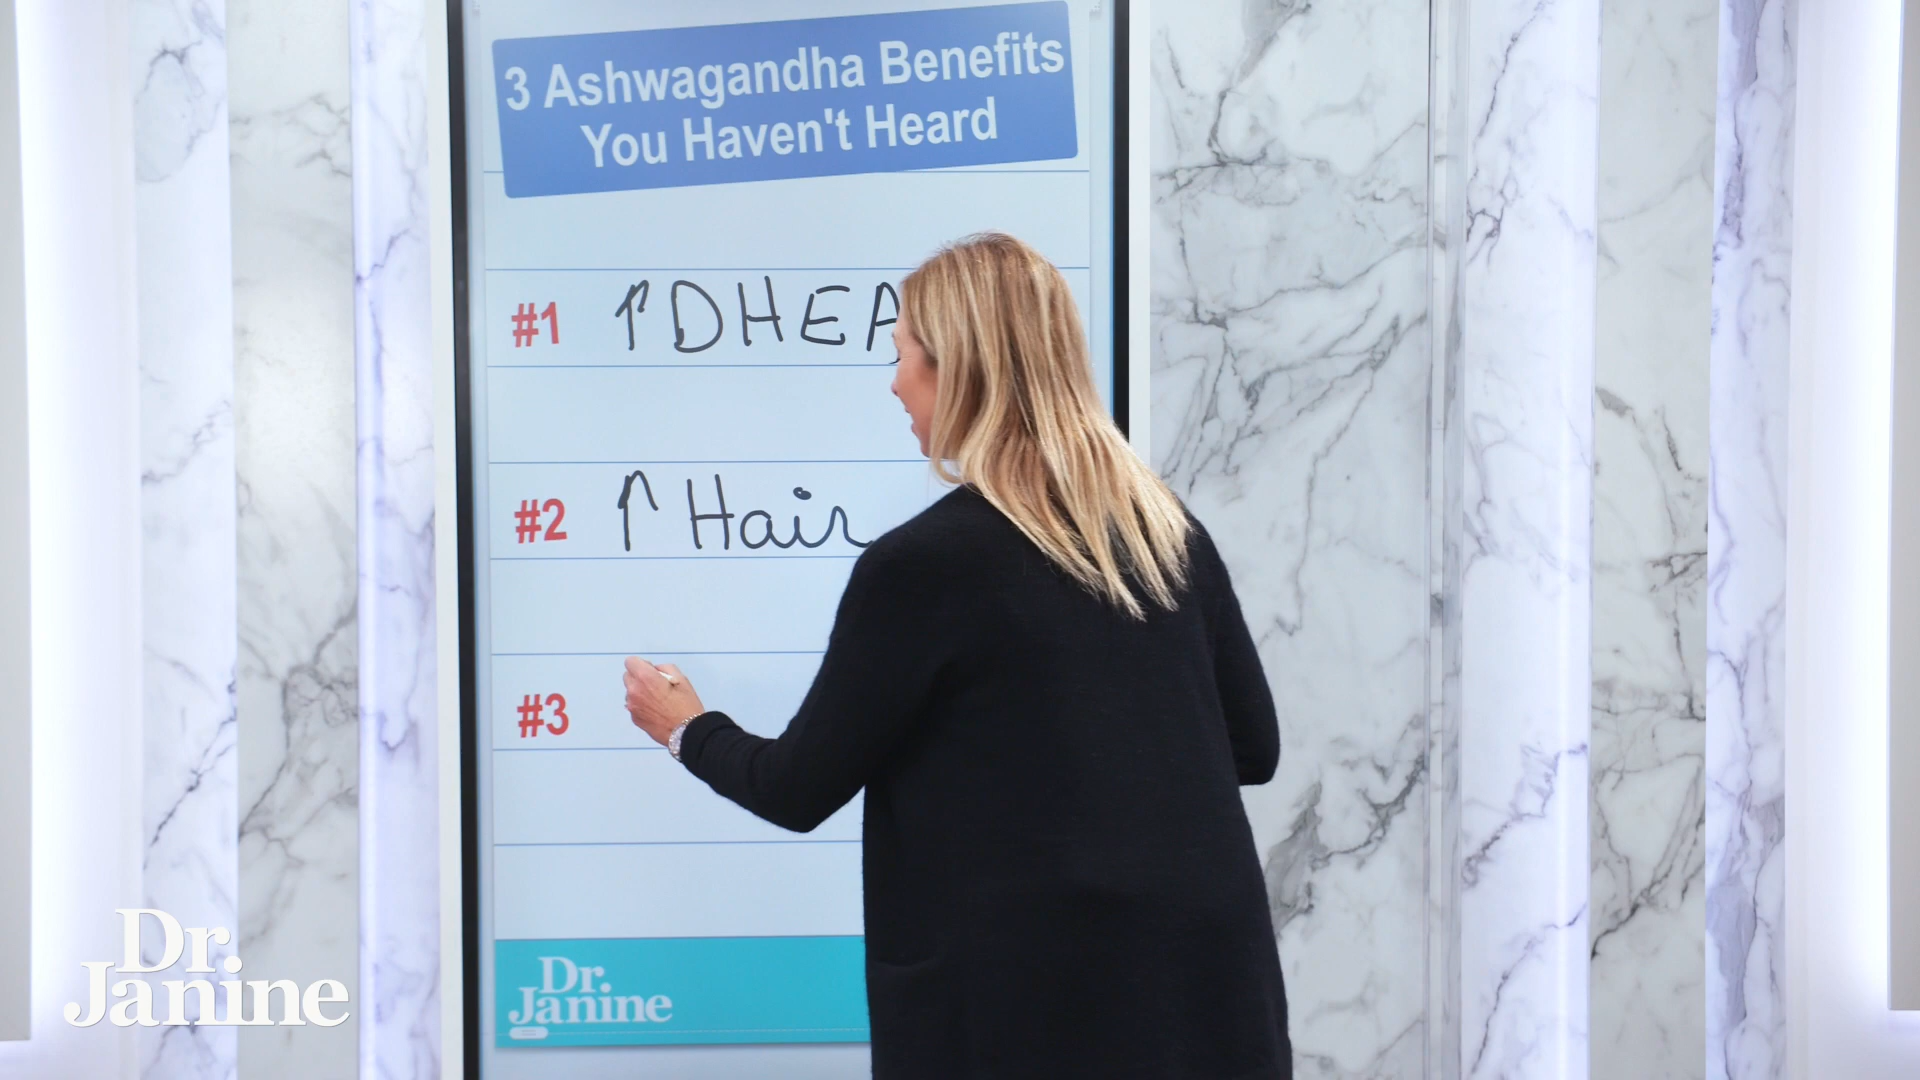 3 Ashwagandha Benefits
You Haven't Heard
#1 ↑DHEA
#2 ↑ Hair
#3
Dr.
Janine
Dr.
Janine